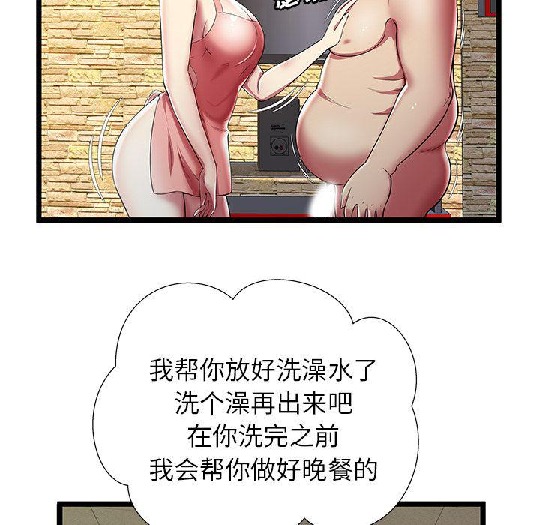 我帮你放好洗澡水了
洗个澡再出来吧
在你洗完之前
我会帮你做好晚餐的